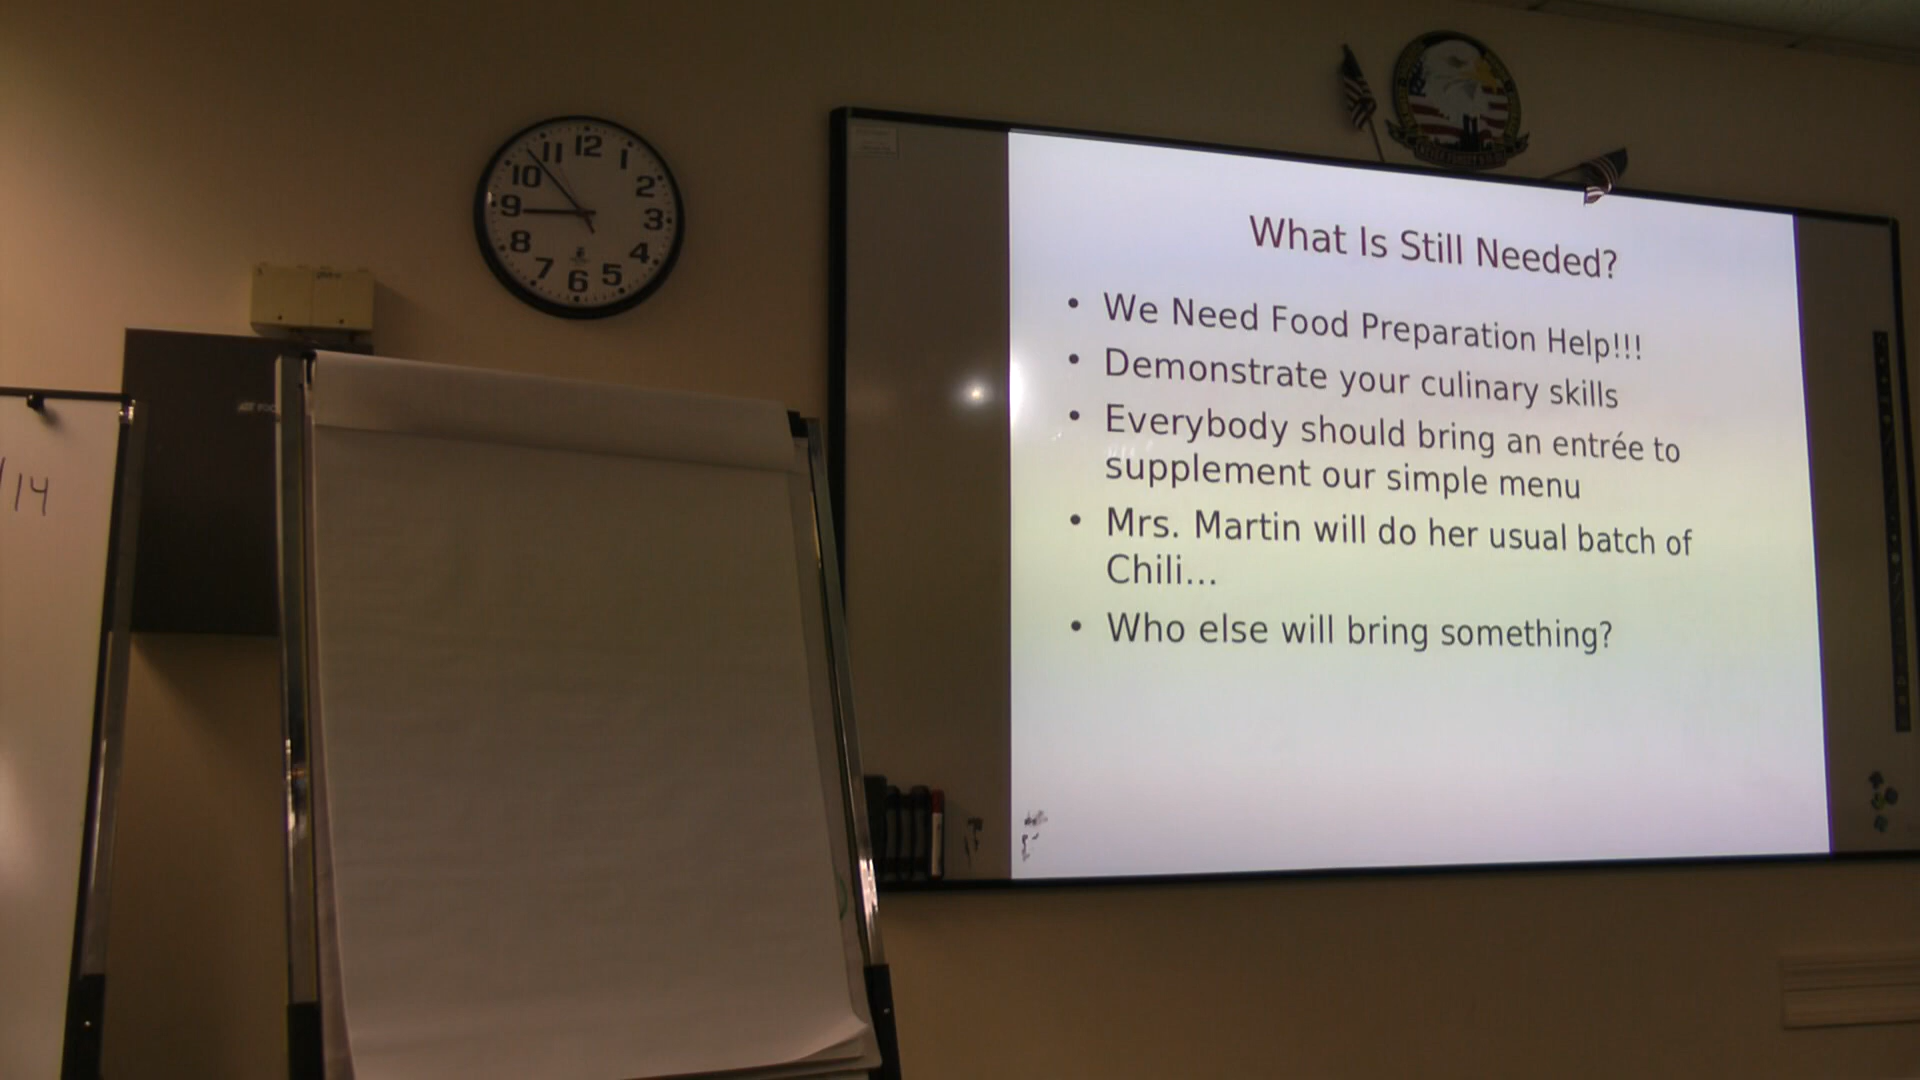 11 12 1
10 2
9 3
8 4
7 6 5
/14
What Is Still Needed?
• We Need Food Preparation Help!!!
• Demonstrate your culinary skills
• Everybody should bring an entrée to
supplement our simple menu
• Mrs. Martin will do her usual batch of
Chili...
• Who else will bring something?